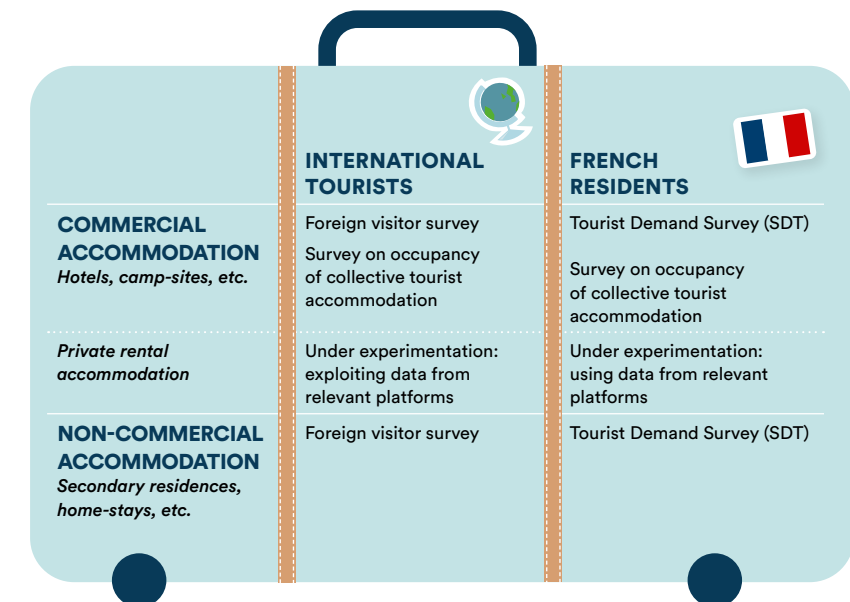 INTERNATIONAL
TOURISTS
FRENCH
RESIDENTS
COMMERCIAL
ACCOMMODATION
Hotels, camp-sites, etc.
Foreign visitor survey
Survey on occupancy
of collective tourist
accommodation
Tourist Demand Survey (SDT)
Survey on occupancy
of collective tourist
accommodation
Private rental
accommodation
Under experimentation:
exploiting data from
relevant platforms
Under experimentation:
using data from relevant
platforms
NON-COMMERCIAL
ACCOMMODATION
Secondary residences,
home-stays, etc.
Foreign visitor survey
Tourist Demand Survey (SDT)